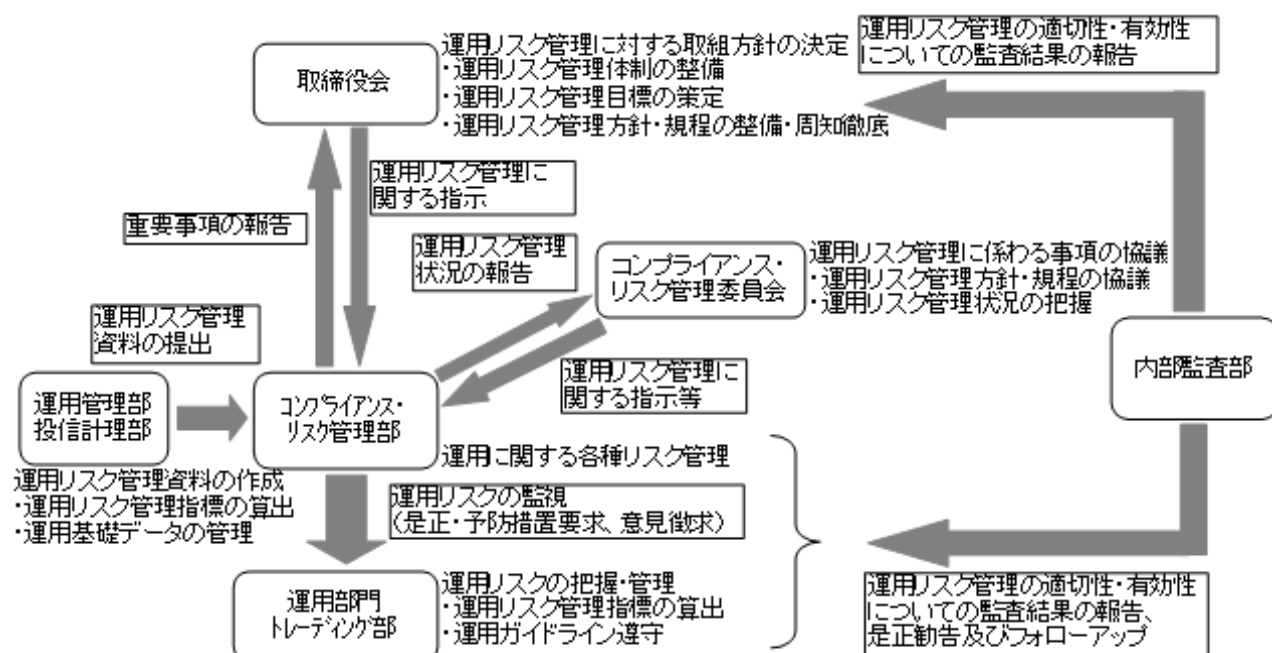 取締役会
運用リスク管理に対する取組方針の決定
・運用リスク管理体制の整備
・運用リスク管理目標の策定
・運用リスク管理方針・規程の整備・周知徹底
運用リスク管理の適切性・有効性
についての監査結果の報告
運用リスク管理に
関する指示
重要事項の報告
運用リスク管理
状況の報告
コンプライアンス・
リスク管理委員会
運用リスク管理に係わる事項の協議
・運用リスク管理方針・規程の協議
・運用リスク管理状況の把握
運用リスク管理
資料の提出
運用リスク管理に
関する指示等
内部監査部
運用管理部
投信計理部
コンプライアンス・
リスク管理部
運用リスク管理資料の作成
・運用リスク管理指標の算出
・運用基礎データの管理
運用に関する各種リスク管理
運用リスクの監視
(是正・予防措置要求、意見徴求)
運用部門
トレーディング部
運用リスクの把握・管理
・運用リスク管理指標の算出
・運用ガイドライン遵守
運用リスク管理の適切性・有効性
についての監査結果の報告、
是正勧告及びフォローアップ